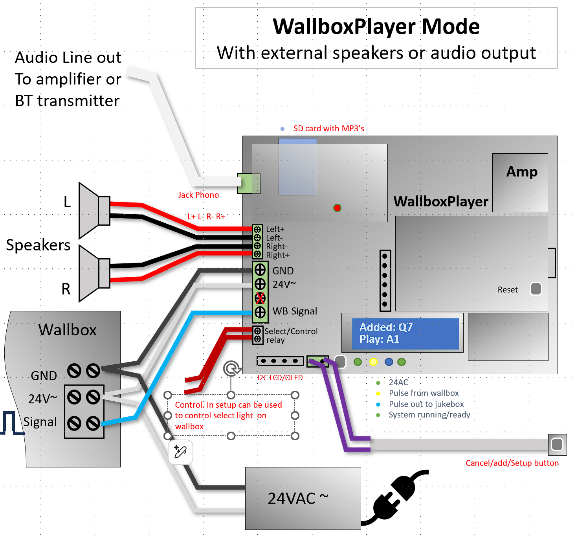 WallboxPlayer Mode
With external speakers or audio output
Audio Line out
To amplifier or
BT transmitter
SD card with MP3's
Amp
Jack Phono
WallboxPlayer
L
L+ L- R- R+
Left+
Left-
Right-
Right+
Speakers
R
GND
24V~
WB Signal
Reset
Wallbox
Select/Control
relay
Added: Q7
Play: A1
GND
24V~
Signal
I2C LCD/OLED
24AC
Pulse from wallbox
Pulse out to jukebox
System running/ready
Control. In setup can be used
to control select light on
wallbox
Cancel/add/Setup button
24VAC ~